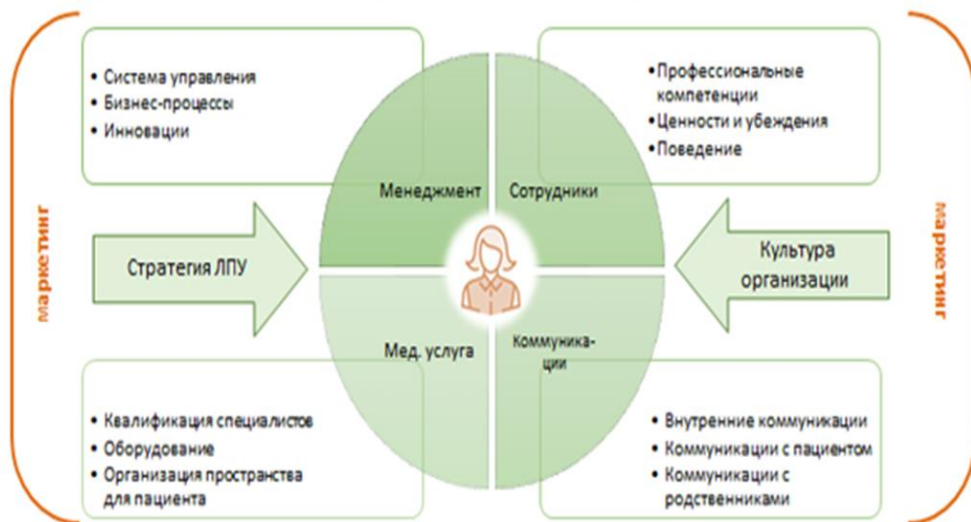 • Система управления
• Бизнес-процессы
• Инновации
•Профессиональные
компетенции
•Ценности и убеждения
•Поведение
Менеджмент
Сотрудники
маркетинг
Стратегия ЛПУ
Культура
организации
маркетинг
Мед. услуга
Коммуника-
ции
• Квалификация специалистов
• Оборудование
• Организация пространства
для пациента
• Внутренние коммуникации
• Коммуникации с пациентом
• Коммуникации с
родственниками